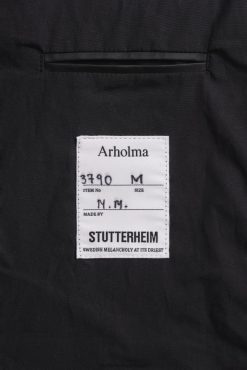 Arholma
3790 M
ITEM No SIZE
N.M.
MADE BY
STUTTERHEIM
SWEDISH MELANCHOLY AT ITS DRIEST